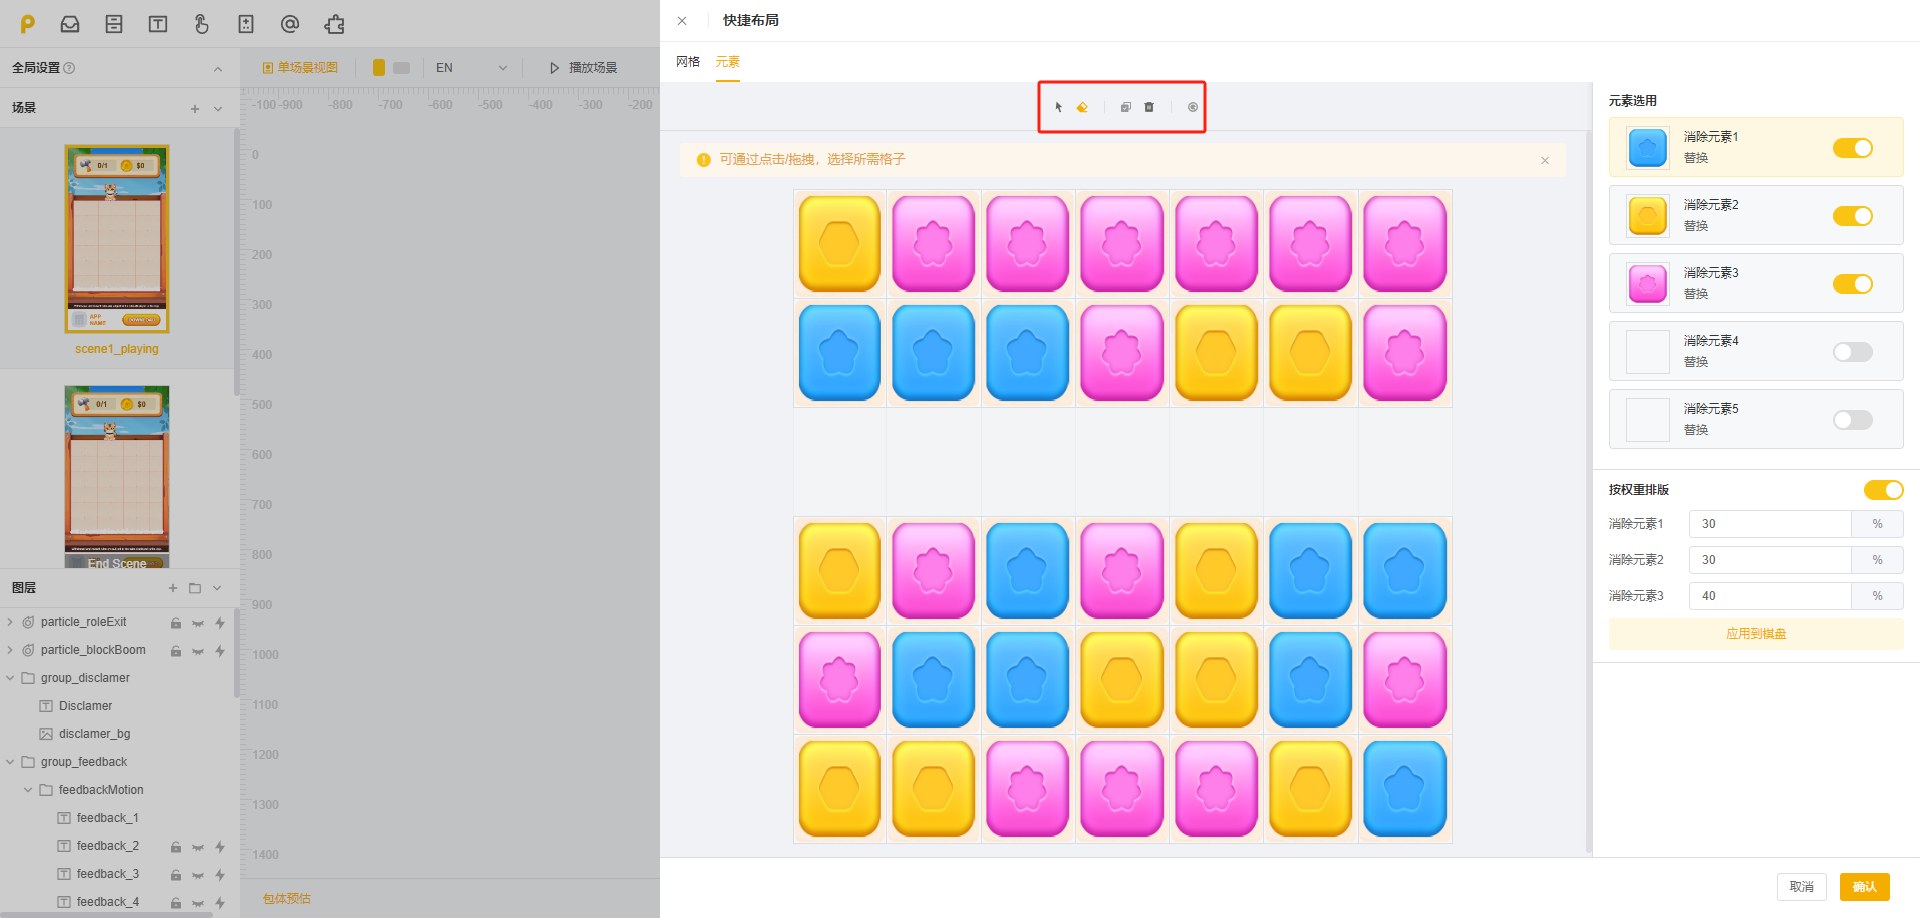 快捷布局
全局设置
单场景视图
EN
播放场景
网格
元素
场景
-100
-900
-800
-700
-600
-500
-400
-300
-200
元素选用
0/1
$0
消除元素1
替换
可通过点击/拖拽，选择所需格子
0
100
消除元素2
替换
200
消除元素3
替换
300
APP NAME
DOWNLOAD
scene1_playing
消除元素4
替换
400
消除元素5
替换
0/1
$0
500
600
按权重排版
700
消除元素1
30
%
800
End Scene
消除元素2
30
%
图层
900
消除元素3
40
%
particle_roleExit
应用到棋盘
particle_blockBoom
1000
group_disclamer
Disclamer
1100
disclamer_bg
1200
group_feedback
feedbackMotion
1300
feedback_1
feedback_2
1400
feedback_3
feedback_4
包体预估
取消
确认